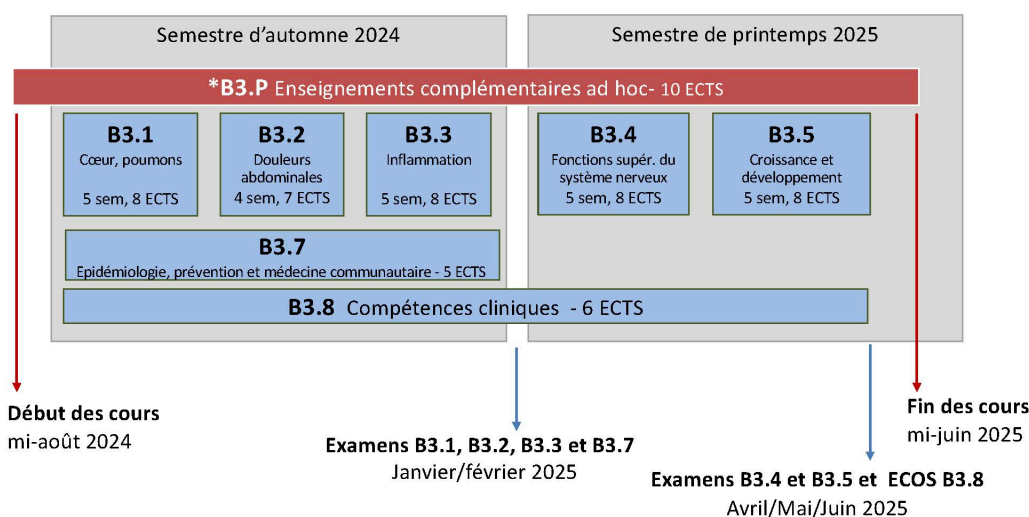 Semestre d’automne 2024
Semestre de printemps 2025
*B3.P Enseignements complémentaires ad hoc- 10 ECTS
B3.1
Cœur, poumons
5 sem, 8 ECTS
B3.2
Douleurs
abdominales
4 sem, 7 ECTS
B3.3
Inflammation
5 sem, 8 ECTS
B3.4
Fonctions supér. du
système nerveux
5 sem, 8 ECTS
B3.5
Croissance et
développement
5 sem, 8 ECTS
B3.7
Epidémiologie, prévention et médecine communautaire - 5 ECTS
B3.8 Compétences cliniques - 6 ECTS
Début des cours
mi-août 2024
Examens B3.1, B3.2, B3.3 et B3.7
Janvier/février 2025
Fin des cours
mi-juin 2025
Examens B3.4 et B3.5 et ECOS B3.8
Avril/Mai/Juin 2025